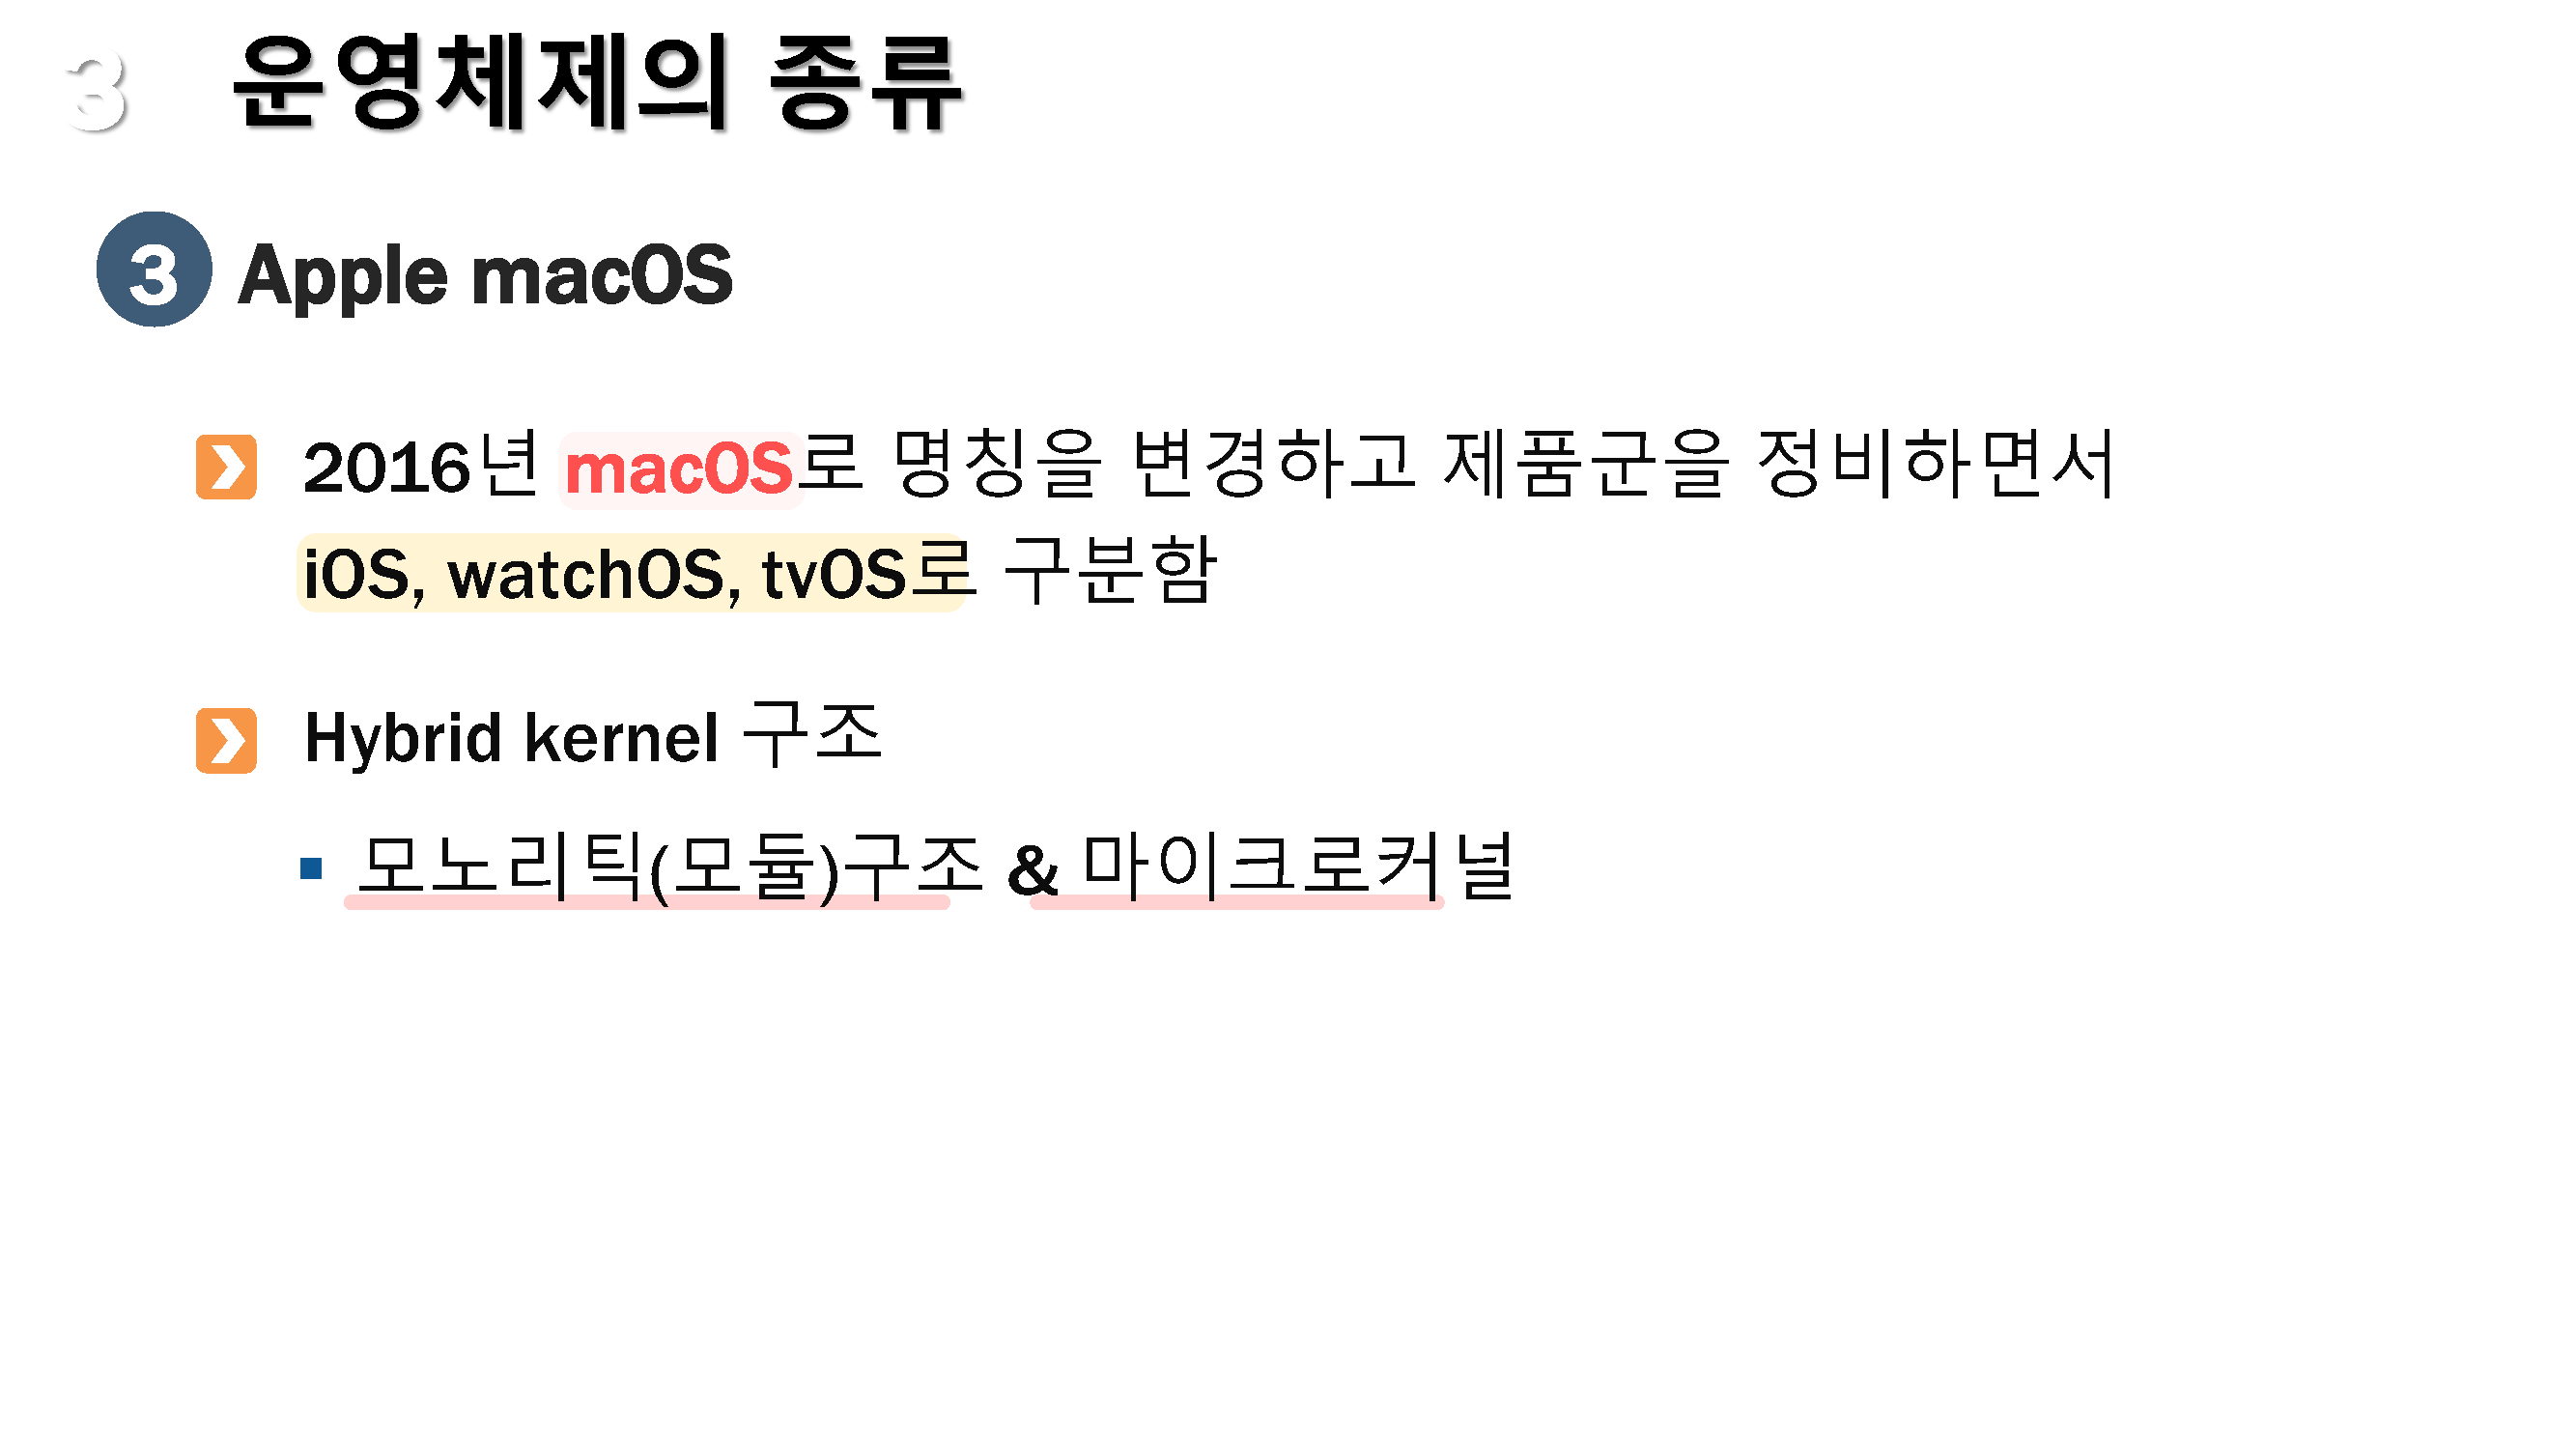 3 운영체제의 종류
3 Apple macOS
2016년 macOS로 명칭을 변경하고 제품군을 정비하면서
iOS, watchOS, tvOS로 구분함
Hybrid kernel 구조
▪ 모노리틱(모듈)구조 & 마이크로커널